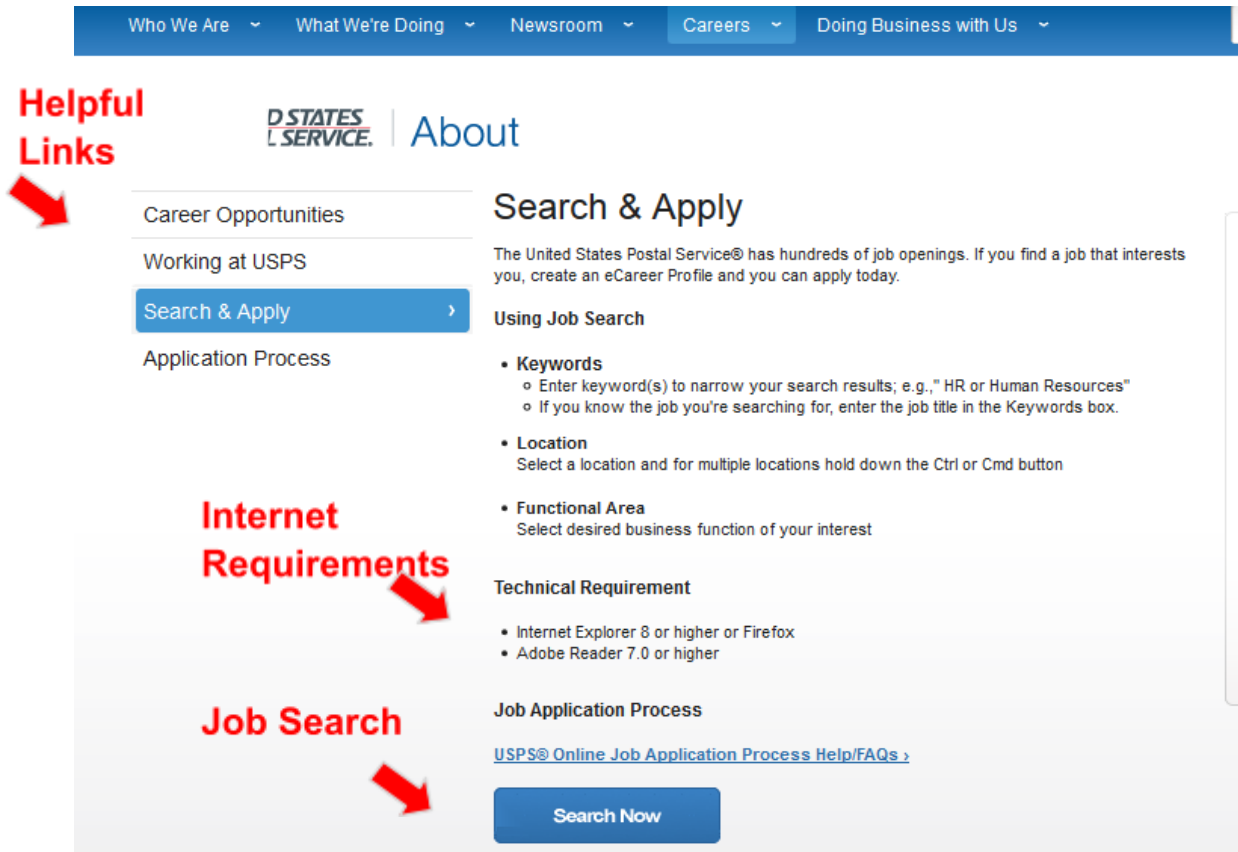 Who We Are What We're Doing Newsroom Careers Doing Business with Us
Helpful
Links
D STATES
L SERVICE.
About
Career Opportunities
Working at USPS
Search & Apply
Application Process
Search & Apply
The United States Postal Service® has hundreds of job openings. If you find a job that interests
you, create an eCareer Profile and you can apply today.
Using Job Search
• Keywords
Enter keyword(s) to narrow your search results; e.g.," HR or Human Resources"
If you know the job you're searching for, enter the job title in the Keywords box.
• Location
Select a location and for multiple locations hold down the Ctrl or Cmd button
• Functional Area
Select desired business function of your interest
Internet
Requirements
Technical Requirement
• Internet Explorer 8 or higher or Firefox
• Adobe Reader 7.0 or higher
Job Search
Job Application Process
USPS® Online Job Application Process Help/FAQs ›
Search Now